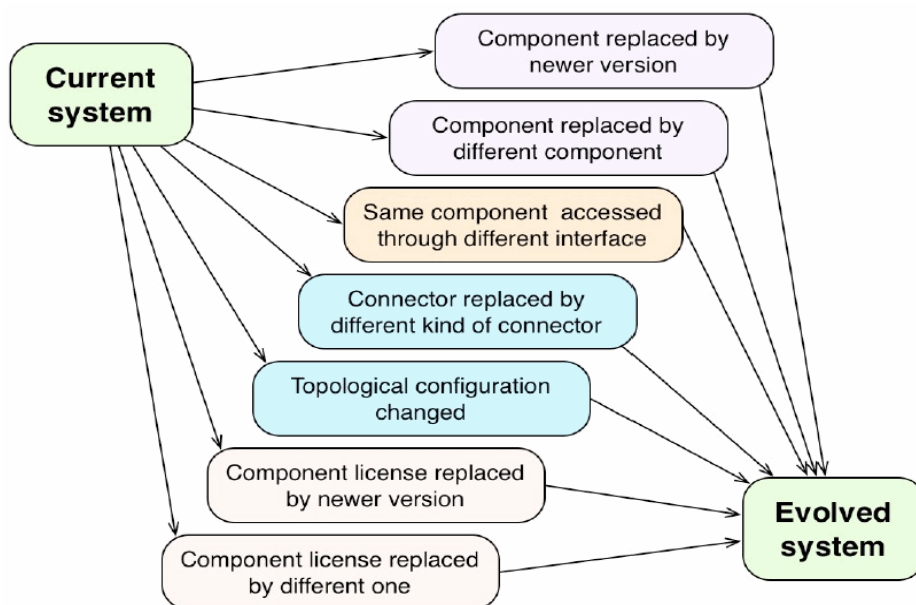 Current
system
Component replaced by
newer version
Component replaced by
different component
Same component accessed
through different interface
Connector replaced by
different kind of connector
Topological configuration
changed
Component license replaced
by newer version
Component license replaced
by different one
Evolved
system